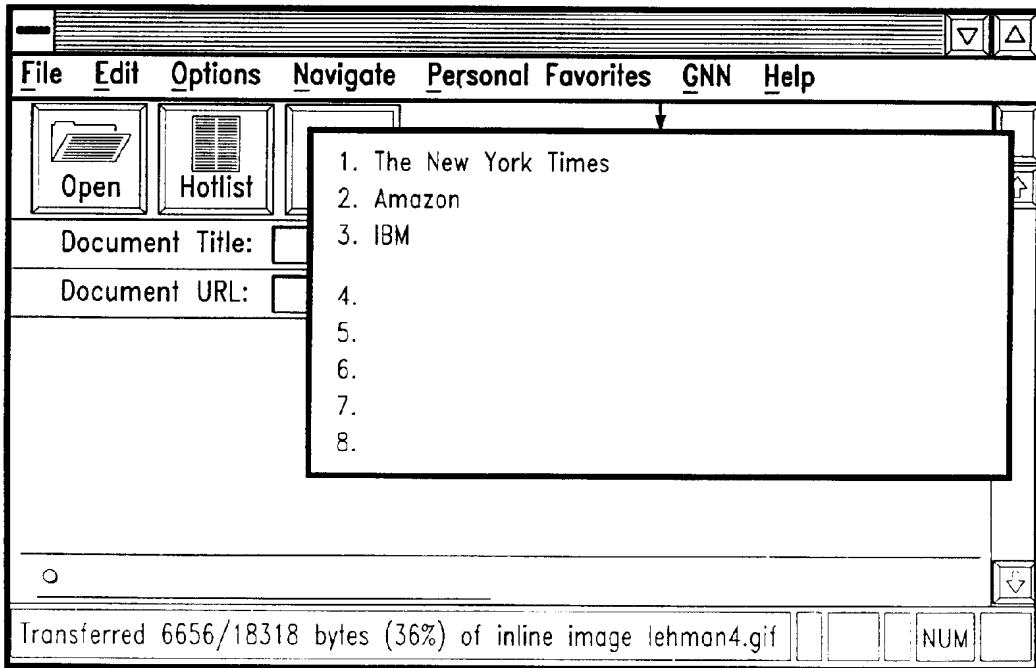 File Edit Options Navigate Personal Favorites GNN Help
Open Hotlist
1. The New York Times
2. Amazon
3. IBM
4.
5.
6.
7.
8.
Document Title:
Document URL:
Transferred 6656/18318 bytes (36%) of inline image lehman4.gif NUM